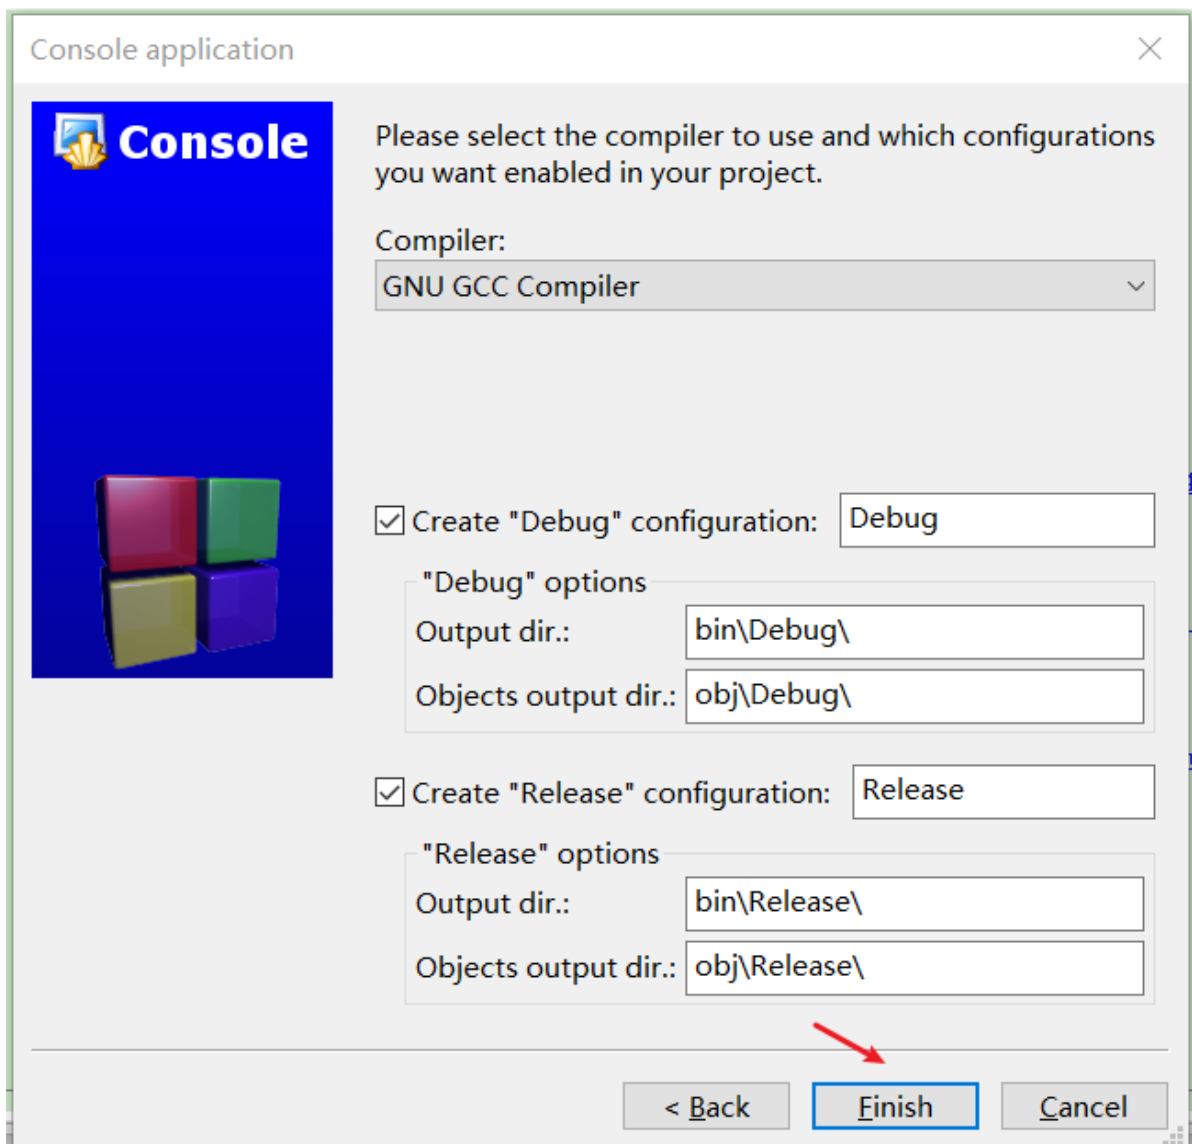 Console application
Console
Please select the compiler to use and which configurations
you want enabled in your project.
Compiler:
GNU GCC Compiler
Create "Debug" configuration: Debug
"Debug" options
Output dir.: bin\Debug\
Objects output dir.: obj\Debug\
Create "Release" configuration: Release
"Release" options
Output dir.: bin\Release\
Objects output dir.: obj\Release\
< Back Finish Cancel